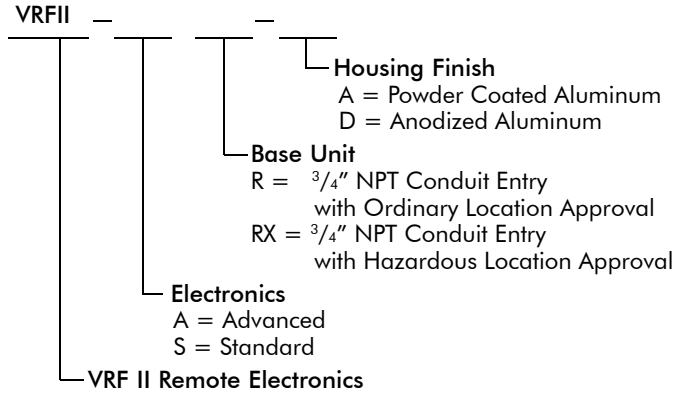 VRFII – –
Housing Finish
A = Powder Coated Aluminum
D = Anodized Aluminum
Base Unit
R = 3/4" NPT Conduit Entry
with Ordinary Location Approval
RX = 3/4" NPT Conduit Entry
with Hazardous Location Approval
Electronics
A = Advanced
S = Standard
VRF II Remote Electronics